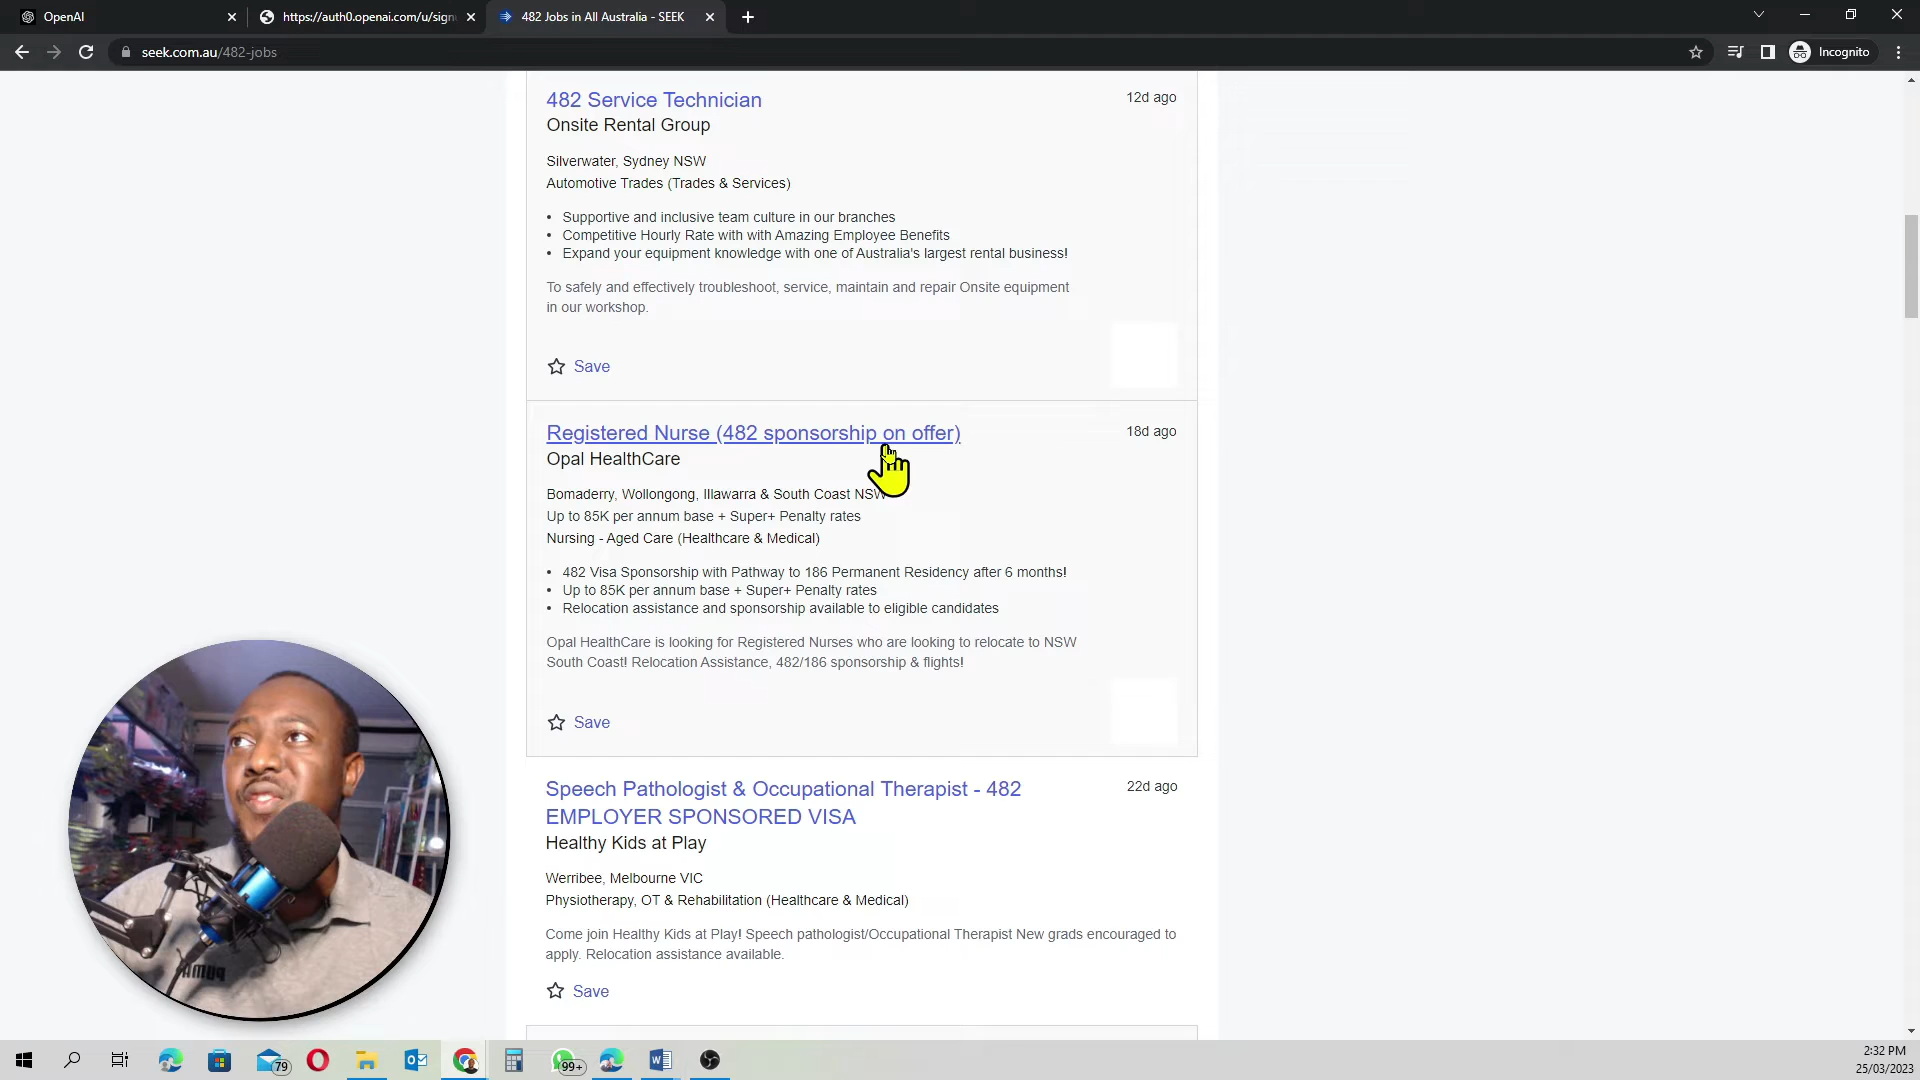 OpenAI
https://auth0.openai.com/u/sign
482 Jobs in All Australia - SEEK
seek.com.au/482-jobs
Incognito
482 Service Technician
12d ago
Onsite Rental Group
Silverwater, Sydney NSW
Automotive Trades (Trades & Services)
• Supportive and inclusive team culture in our branches
• Competitive Hourly Rate with with Amazing Employee Benefits
• Expand your equipment knowledge with one of Australia's largest rental business!
To safely and effectively troubleshoot, service, maintain and repair Onsite equipment
in our workshop.
Save
Registered Nurse (482 sponsorship on offer)
18d ago
Opal HealthCare
Bomaderry, Wollongong, Illawarra & South Coast NSW
Up to 85K per annum base + Super+ Penalty rates
Nursing - Aged Care (Healthcare & Medical)
• 482 Visa Sponsorship with Pathway to 186 Permanent Residency after 6 months!
• Up to 85K per annum base + Super+ Penalty rates
• Relocation assistance and sponsorship available to eligible candidates
Opal HealthCare is looking for Registered Nurses who are looking to relocate to NSW
South Coast! Relocation Assistance, 482/186 sponsorship & flights!
Save
Speech Pathologist & Occupational Therapist - 482
EMPLOYER SPONSORED VISA
22d ago
Healthy Kids at Play
Werribee, Melbourne VIC
Physiotherapy, OT & Rehabilitation (Healthcare & Medical)
Come join Healthy Kids at Play! Speech pathologist/Occupational Therapist New grads encouraged to
apply. Relocation assistance available.
Save
79
99+
2:32 PM
25/03/2023